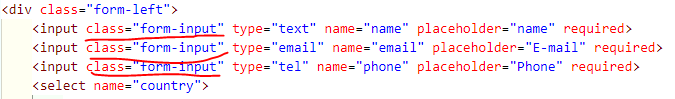 <div class="form-left">
<input class="form-input" type="text" name="name" placeholder="name" required>
<input class="form-input" type="email" name="email" placeholder="E-mail" required>
<input class="form-input" type="tel" name="phone" placeholder="Phone" required>
<select name="country">